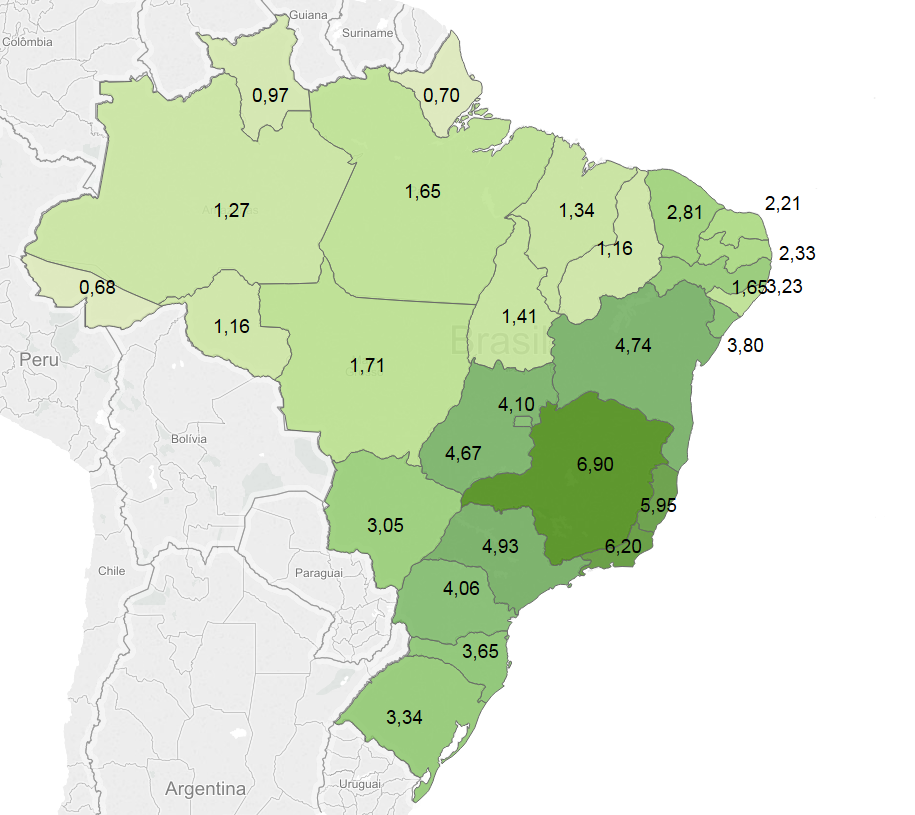 Guiana
Suriname
Colômbia
0,97
0,70
1,65
1,27
1,34
2,81
2,21
1,16
2,33
0,68
1,65
3,23
1,16
1,41
Brasil
4,74
3,80
Peru
1,71
4,10
Bolívia
4,67
6,90
5,95
3,05
4,93
6,20
Chile
Paraguai
4,06
3,65
3,34
Argentina
Uruguai